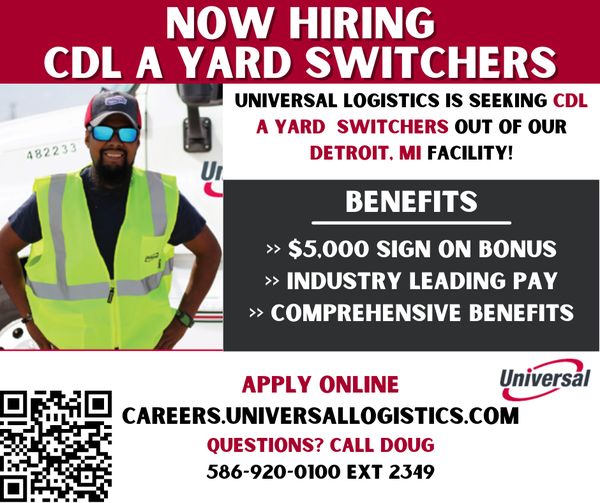 NOW HIRING
CDL A YARD SWITCHERS
UNIVERSAL LOGISTICS IS SEEKING CDL
A YARD SWITCHERS OUT OF OUR
DETROIT, MI FACILITY!
482233
Un
BENEFITS
>> $5,000 SIGN ON BONUS
>> INDUSTRY LEADING PAY
>> COMPREHENSIVE BENEFITS
APPLY ONLINE
Universal
CAREERS.UNIVERSALLOGISTICS.COM
QUESTIONS? CALL DOUG
586-920-0100 EXT 2349